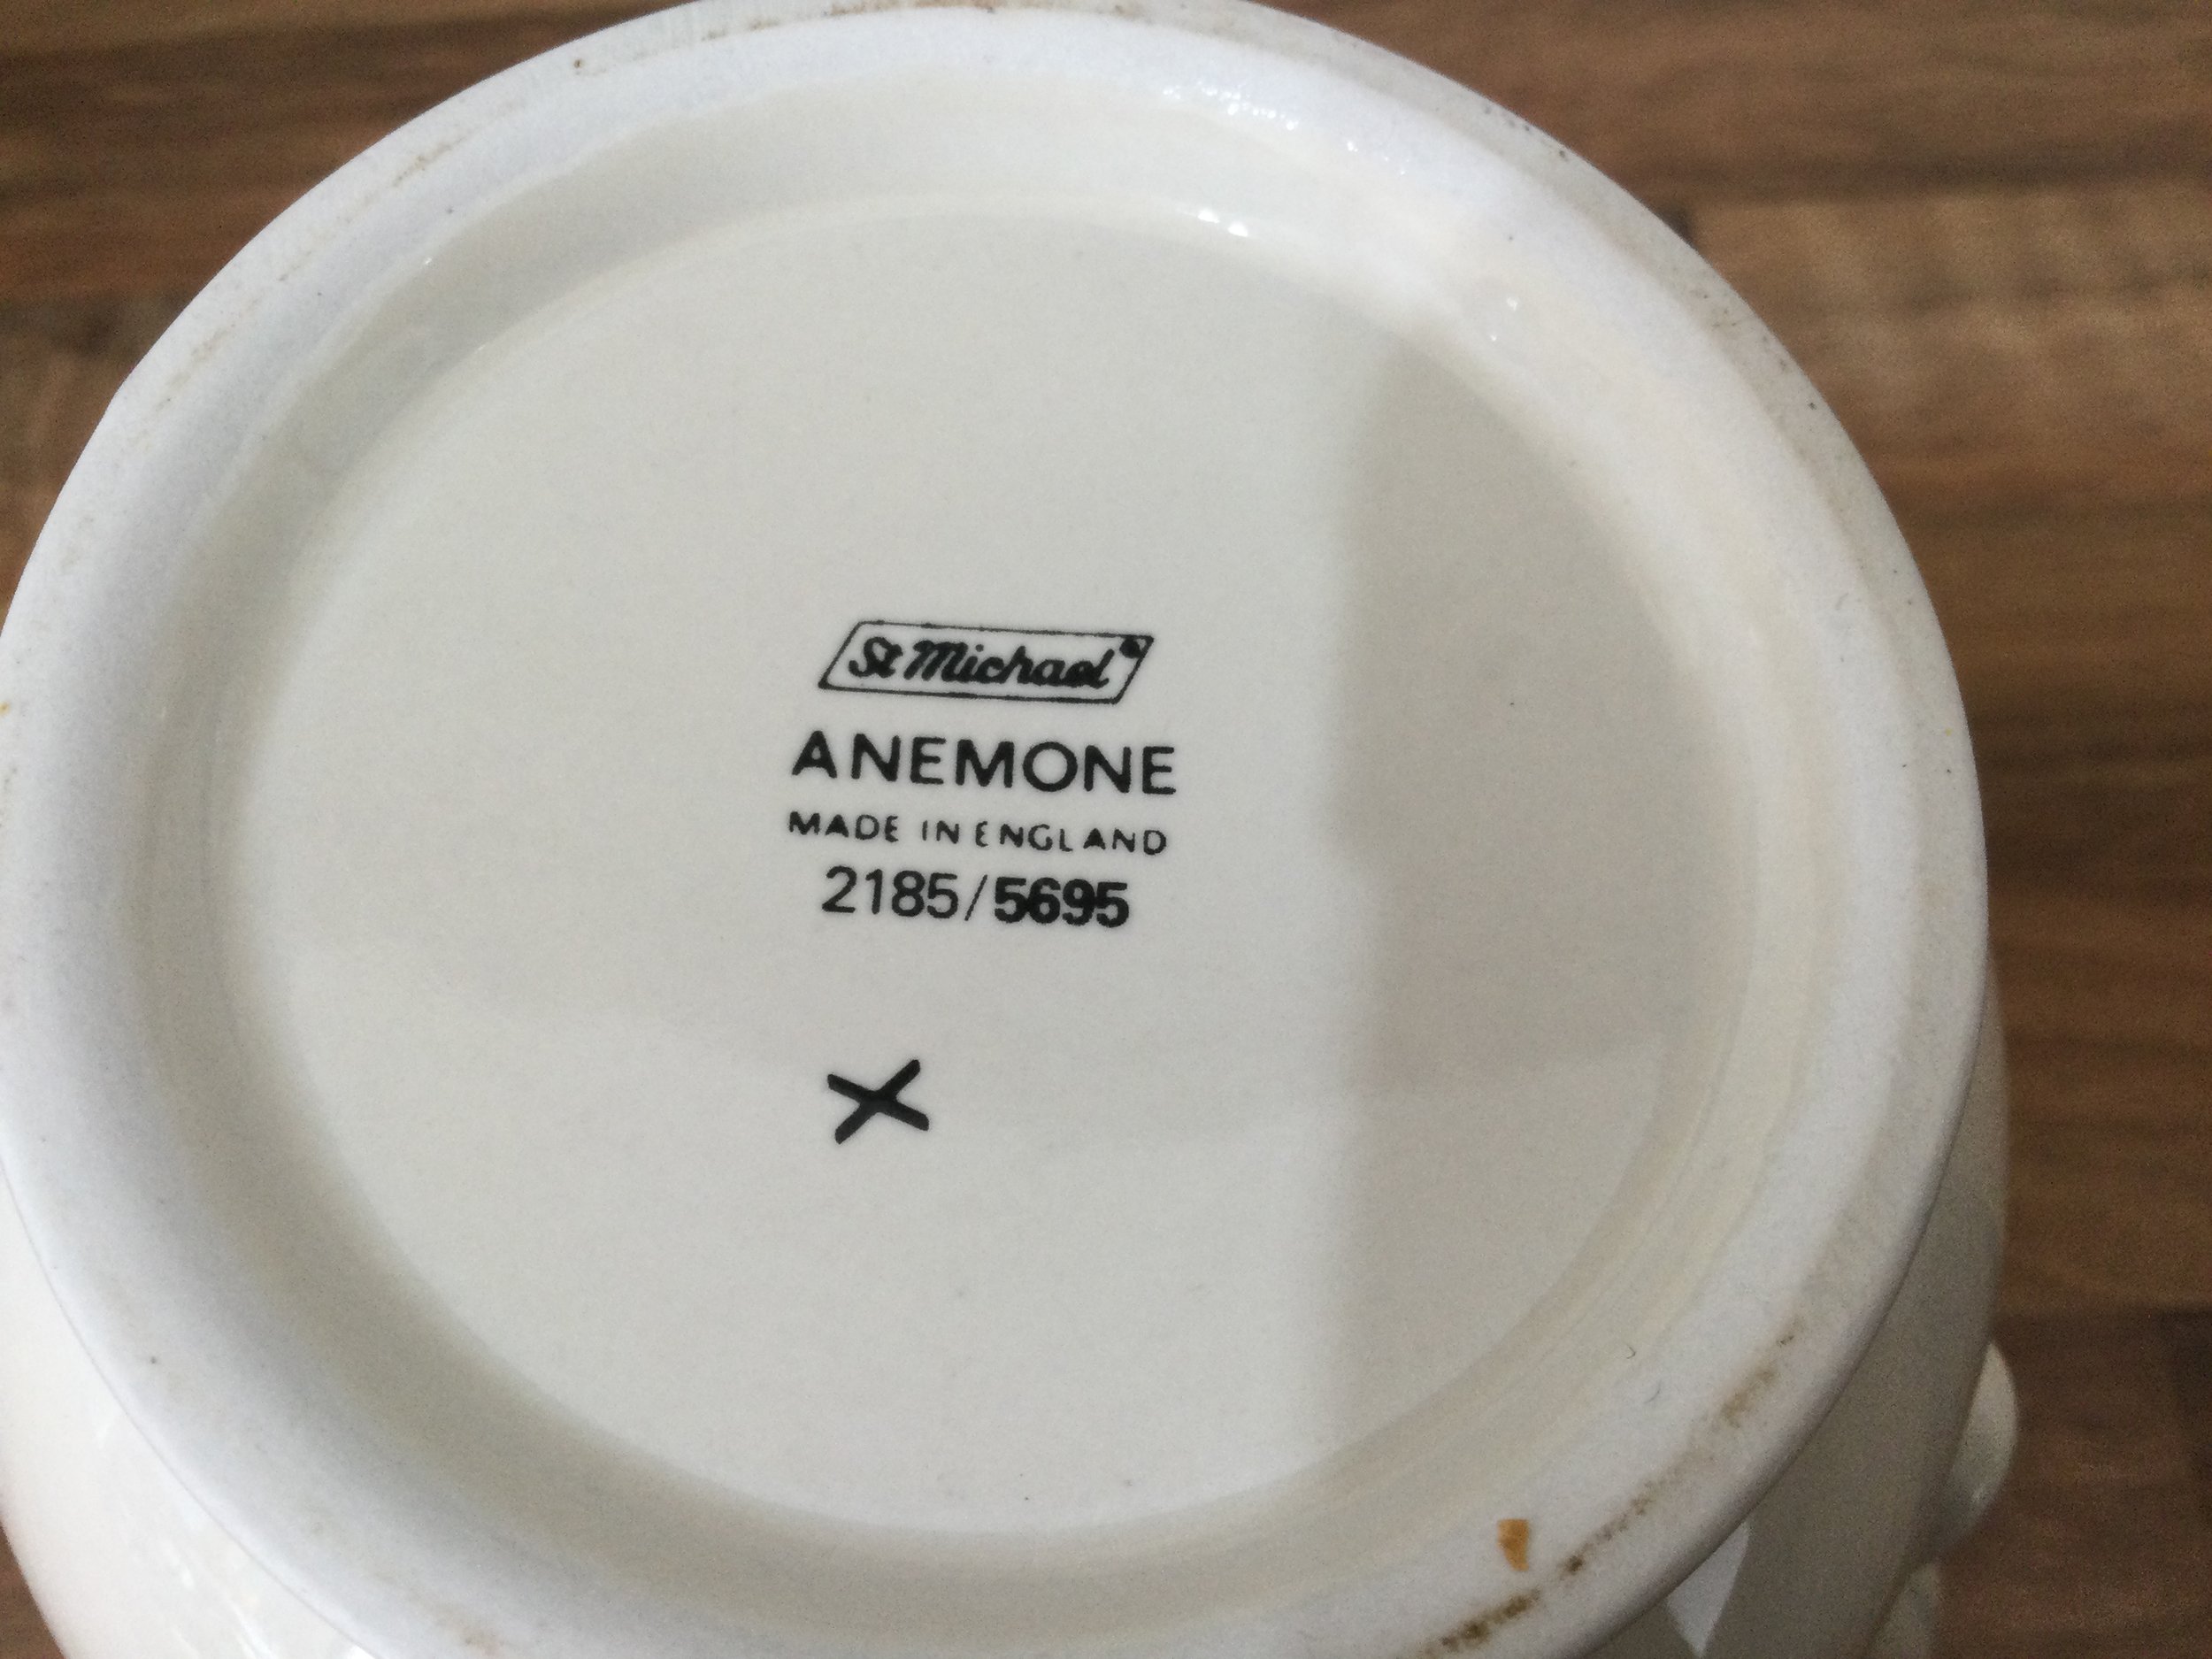 St Michael®
ANEMONE
MADE IN ENGLAND
2185/5695
X